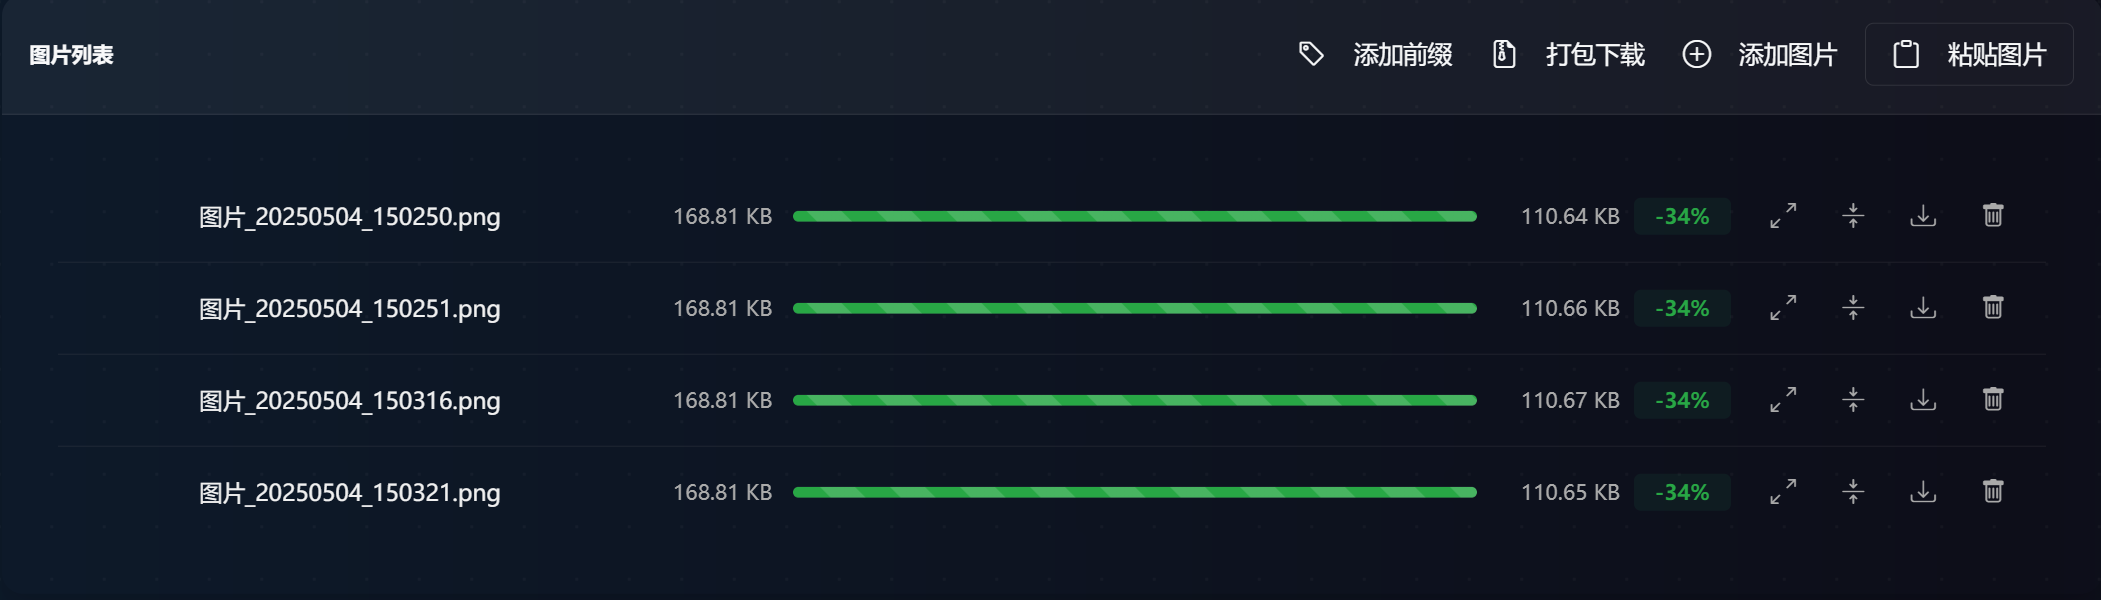 图片列表 添加前缀 打包下载 添加图片 粘贴图片
图片_20250504_150250.png 168.81 KB 110.64 KB -34%
图片_20250504_150251.png 168.81 KB 110.66 KB -34%
图片_20250504_150316.png 168.81 KB 110.67 KB -34%
图片_20250504_150321.png 168.81 KB 110.65 KB -34%